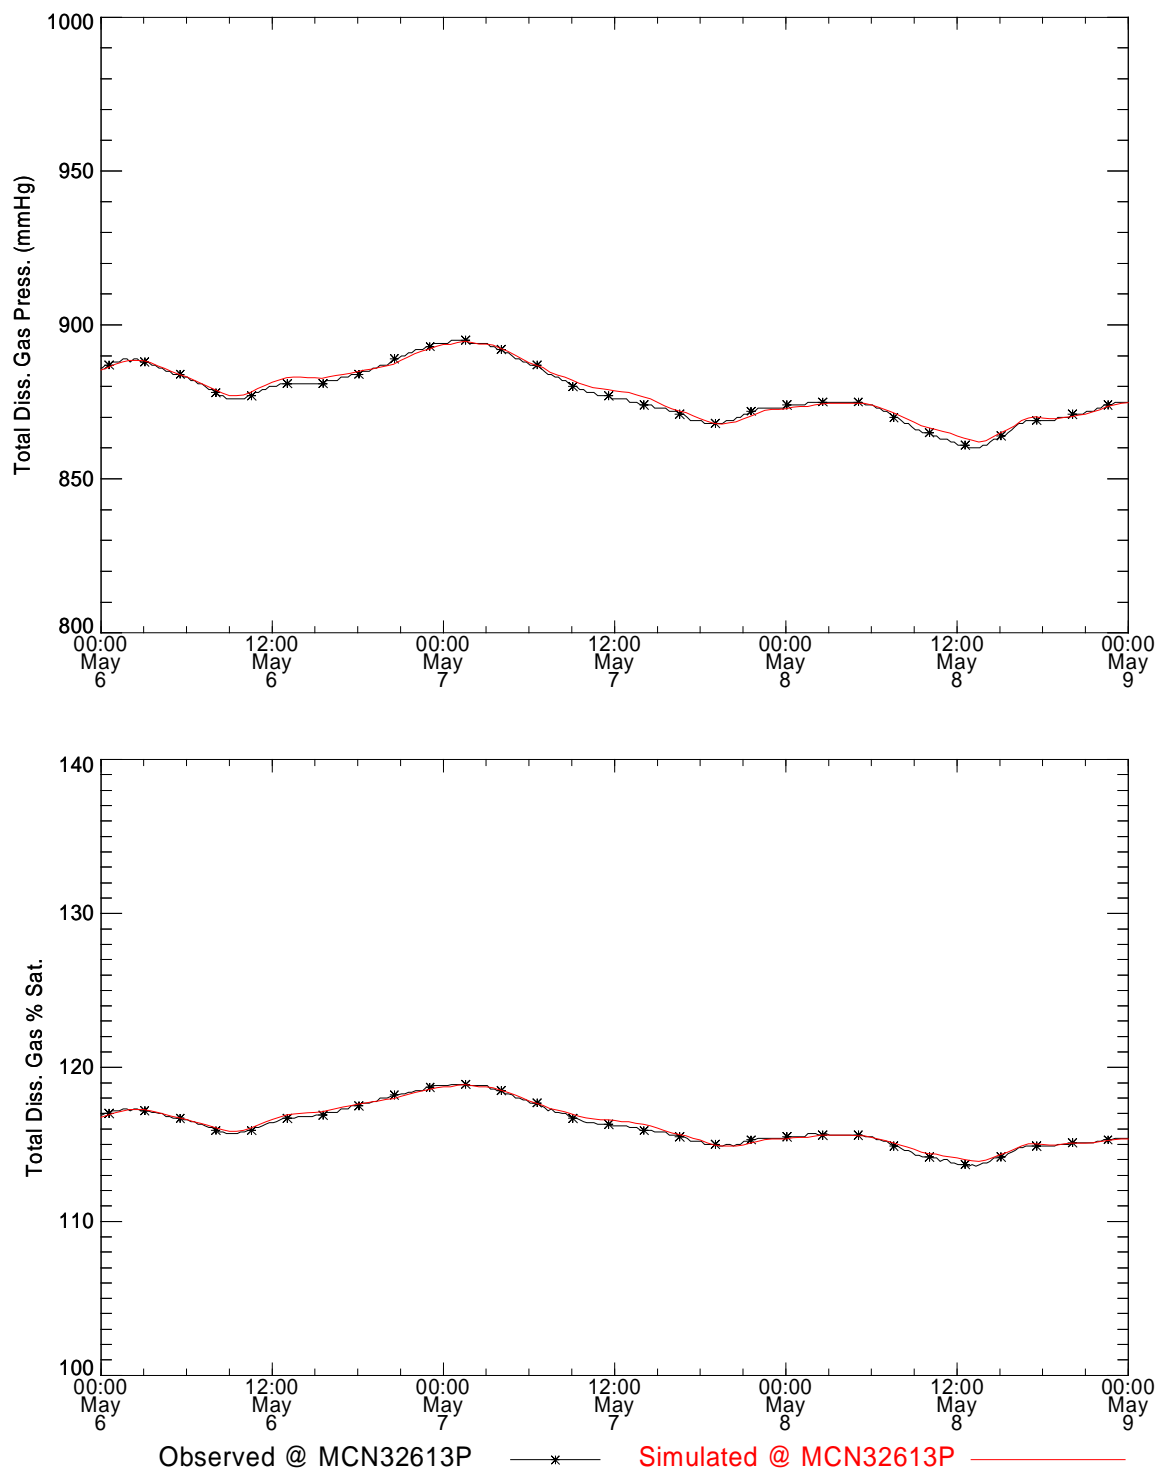 1000
950
900
850
800
Total Diss. Gas Press. (mmHg)
00:00 12:00 00:00 12:00 00:00 12:00 00:00
May May May May May May May
6 6 7 7 8 8 9
140
130
120
110
100
Total Diss. Gas % Sat.
00:00 12:00 00:00 12:00 00:00 12:00 00:00
May May May May May May May
6 6 7 7 8 8 9
Observed @ MCN32613P Simulated @ MCN32613P